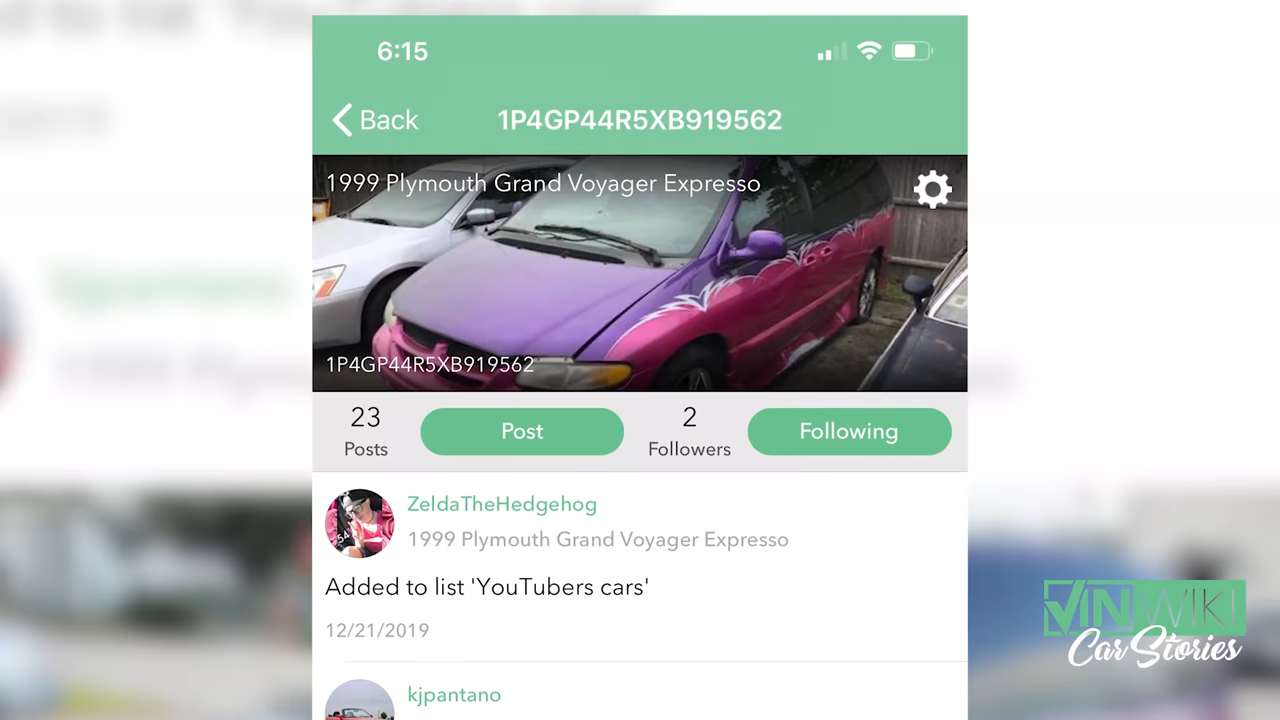 6:15
Back
1P4GP44R5XB919562
1999 Plymouth Grand Voyager Expresso
1P4GP44R5XB919562
23
Posts
Post
2
Followers
Following
ZeldaTheHedgehog
1999 Plymouth Grand Voyager Expresso
Added to list 'YouTubers cars'
12/21/2019
kjpantano
VINWIKI
Car Stories